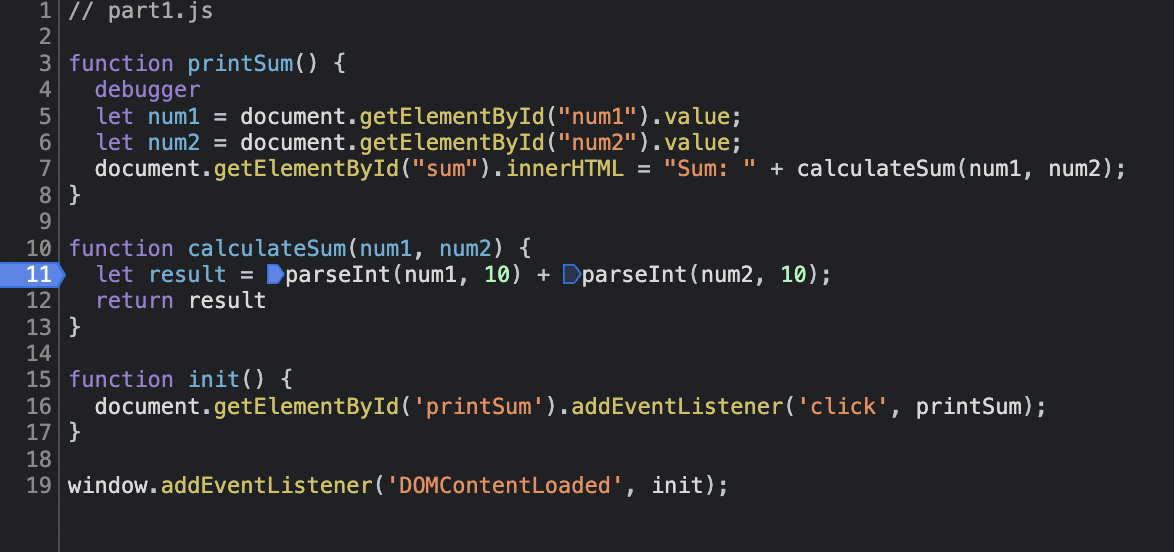 1 // part1.js
2
3 function printSum() {
4   debugger
5   let num1 = document.getElementById("num1").value;
6   let num2 = document.getElementById("num2").value;
7   document.getElementById("sum").innerHTML = "Sum: " + calculateSum(num1, num2);
8 }
9
10 function calculateSum(num1, num2) {
11   let result = parseInt(num1, 10) + parseInt(num2, 10);
12   return result
13 }
14
15 function init() {
16   document.getElementById('printSum').addEventListener('click', printSum);
17 }
18
19 window.addEventListener('DOMContentLoaded', init);